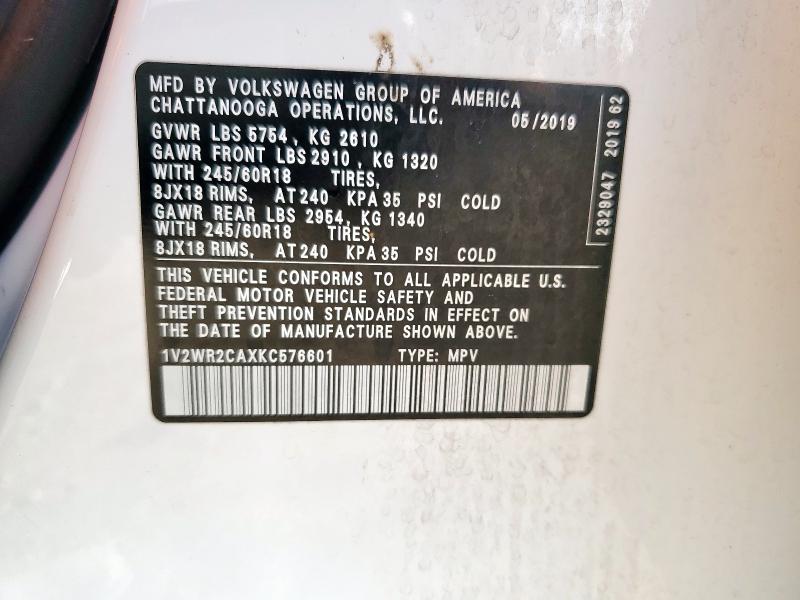 MFD BY VOLKSWAGEN GROUP OF AMERICA
CHATTANOOGA OPERATIONS, LLC. 05/2019
GVWR LBS 5754, KG 2610
GAWR FRONT LBS 2910, KG 1320
WITH 245/60R18 TIRES,
8JX18 RIMS, AT 240 KPA 35 PSI COLD
GAWR REAR LBS 2954, KG 1340
WITH 245/60R18 TIRES,
8JX18 RIMS, AT 240 KPA 35 PSI COLD
THIS VEHICLE CONFORMS TO ALL APPLICABLE U.S.
FEDERAL MOTOR VEHICLE SAFETY AND
THEFT PREVENTION STANDARDS IN EFFECT ON
THE DATE OF MANUFACTURE SHOWN ABOVE.
1V2WR2CAXKC576601 TYPE: MPV
2329047 2019 62